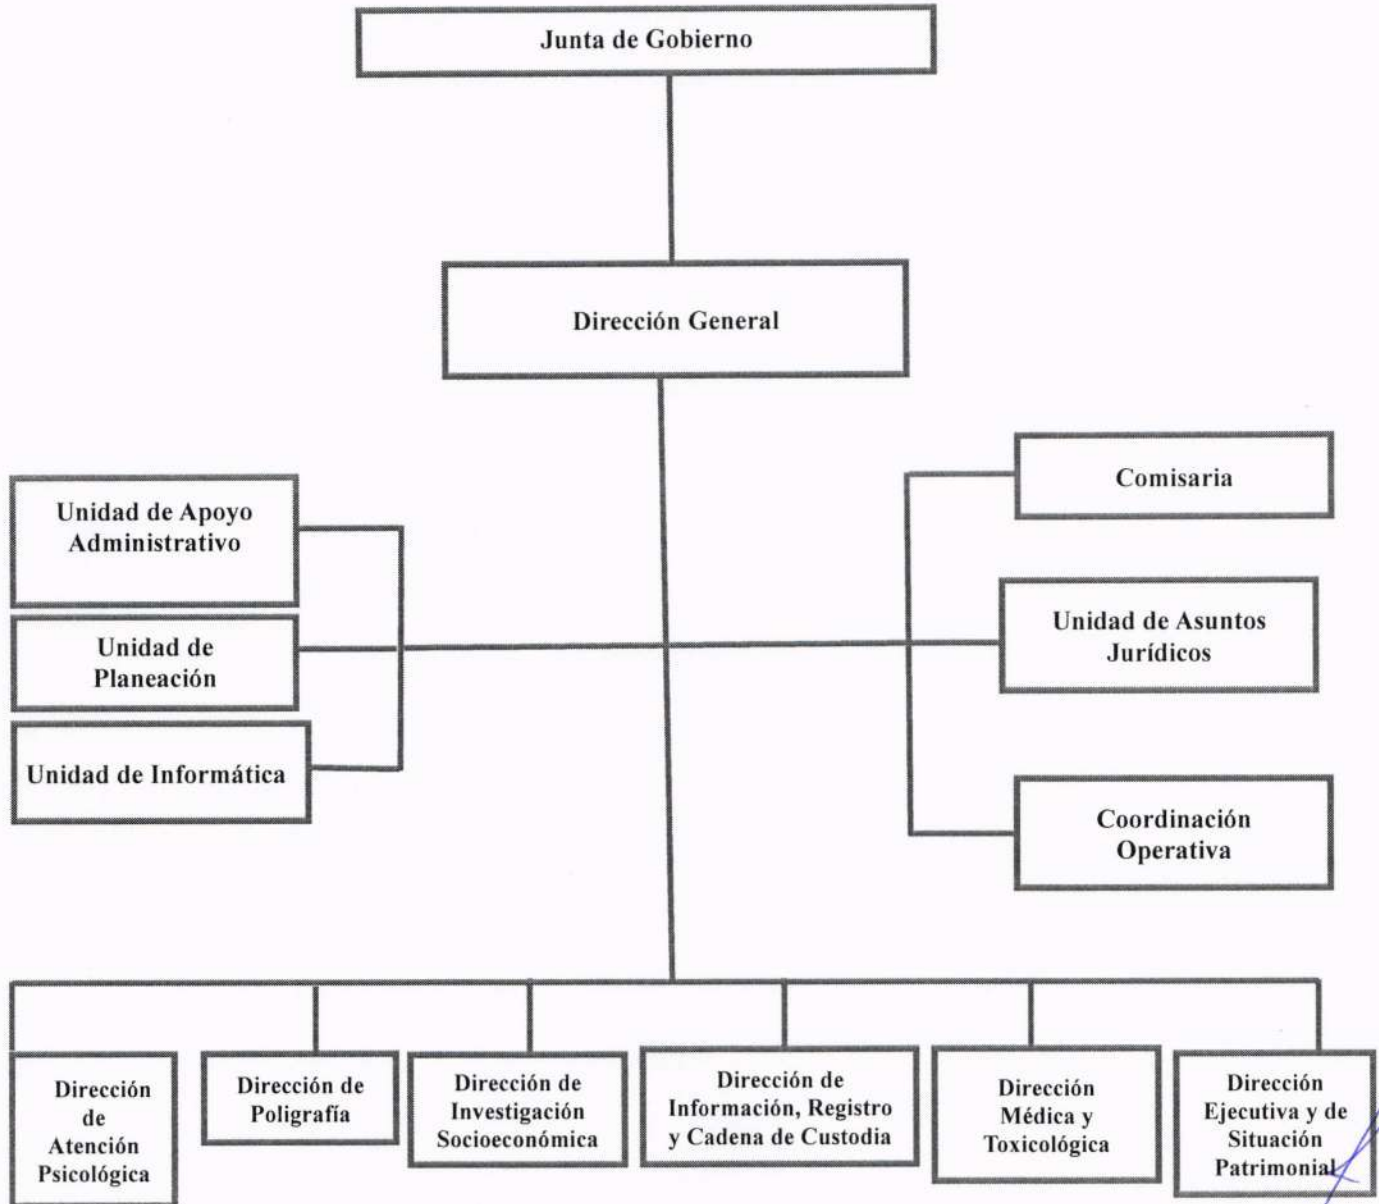 Junta de Gobierno
Dirección General
Comisaria
Unidad de Apoyo
Administrativo
Unidad de Asuntos
Jurídicos
Unidad de
Planeación
Unidad de Informática
Coordinación
Operativa
Dirección
de
Atención
Psicológica
Dirección de
Poligrafía
Dirección de
Investigación
Socioeconómica
Dirección de
Información, Registro
y Cadena de Custodia
Dirección
Médica y
Toxicológica
Dirección
Ejecutiva y de
Situación
Patrimonial